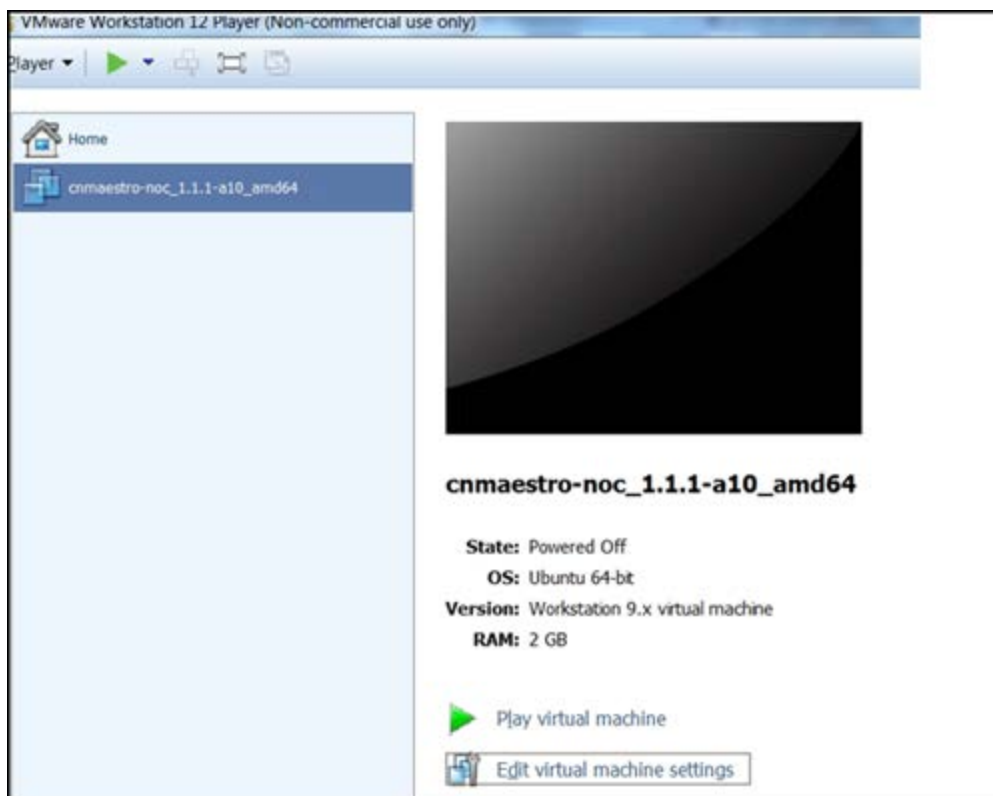 VMware Workstation 12 Player (Non-commercial use only)
Player
Home
cnmaestro-noc_1.1.1-a10_amd64
cnmaestro-noc_1.1.1-a10_amd64
State: Powered Off
OS: Ubuntu 64-bit
Version: Workstation 9.x virtual machine
RAM: 2 GB
Play virtual machine
Edit virtual machine settings